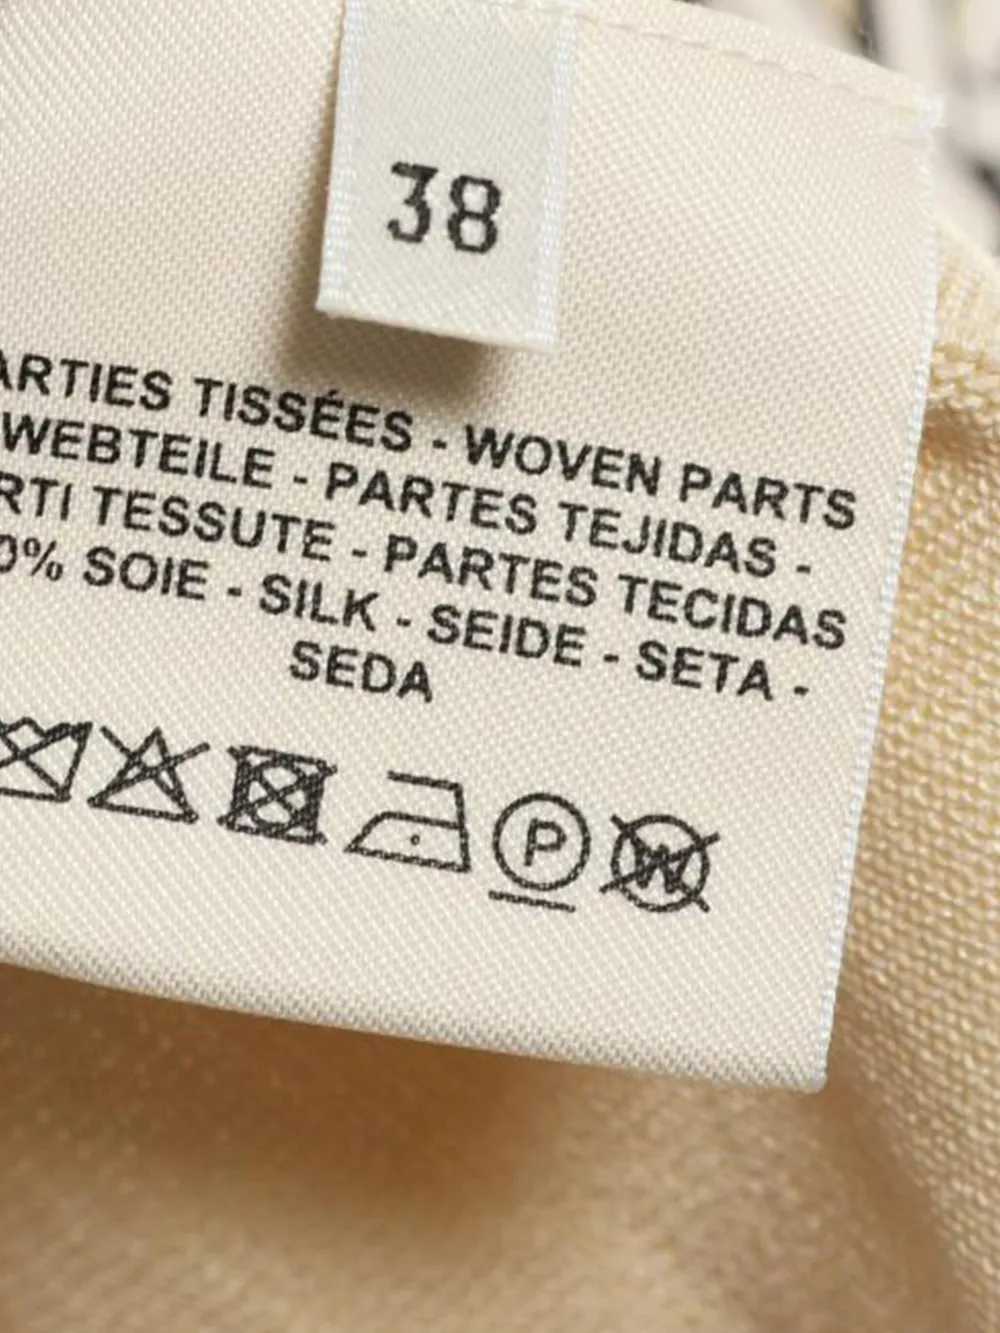 38
ARTIES TISSÉES - WOVEN PARTS
WEBTEILE - PARTES TEJIDAS -
RTI TESSUTE - PARTES TECIDAS
0% SOIE - SILK - SEIDE - SETA -
SEDA
P W